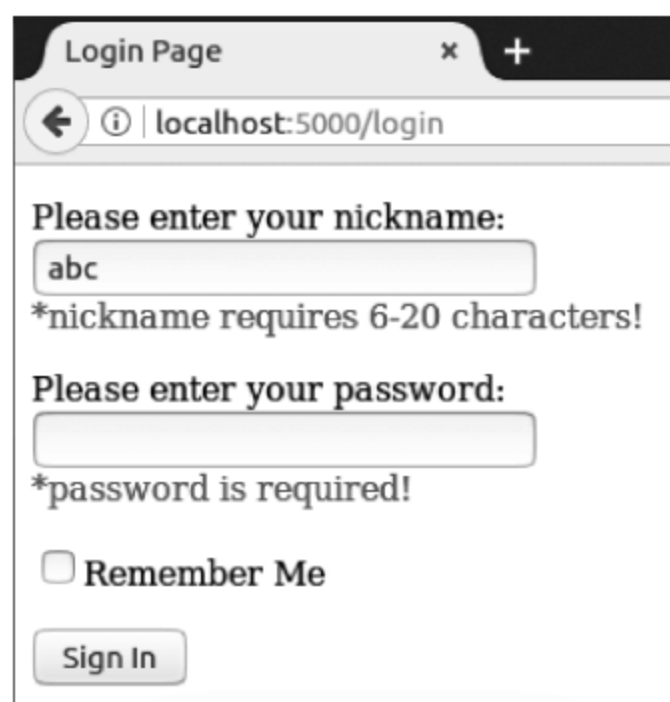 Login Page
localhost:5000/login
Please enter your nickname:
abc
*nickname requires 6-20 characters!
Please enter your password:
*password is required!
Remember Me
Sign In